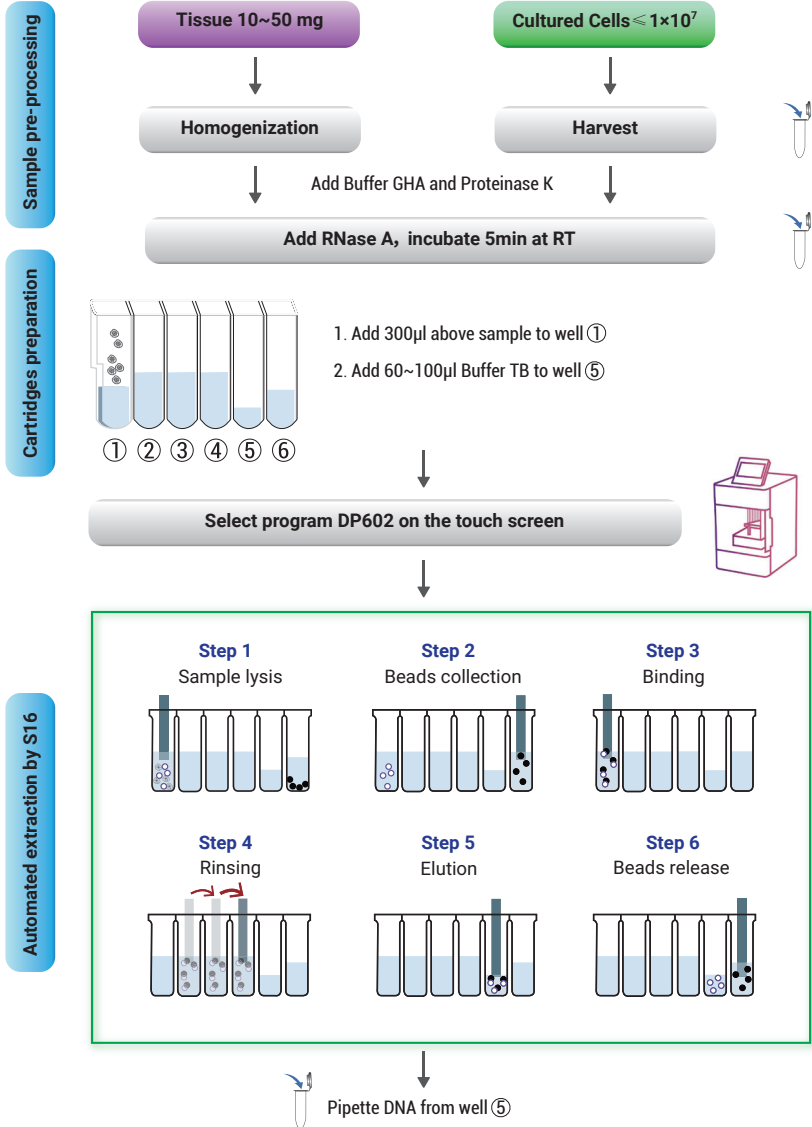 Sample pre-processing
Tissue 10~50 mg
Cultured Cells≤1×10⁷
Homogenization
Harvest
Add Buffer GHA and Proteinase K
Add RNase A, incubate 5min at RT
Cartridges preparation
1. Add 300μl above sample to well ①
2. Add 60~100μl Buffer TB to well ⑤
① ② ③ ④ ⑤ ⑥
Select program DP602 on the touch screen
Automated extraction by S16
Step 1
Sample lysis
Step 2
Beads collection
Step 3
Binding
Step 4
Rinsing
Step 5
Elution
Step 6
Beads release
Pipette DNA from well ⑤